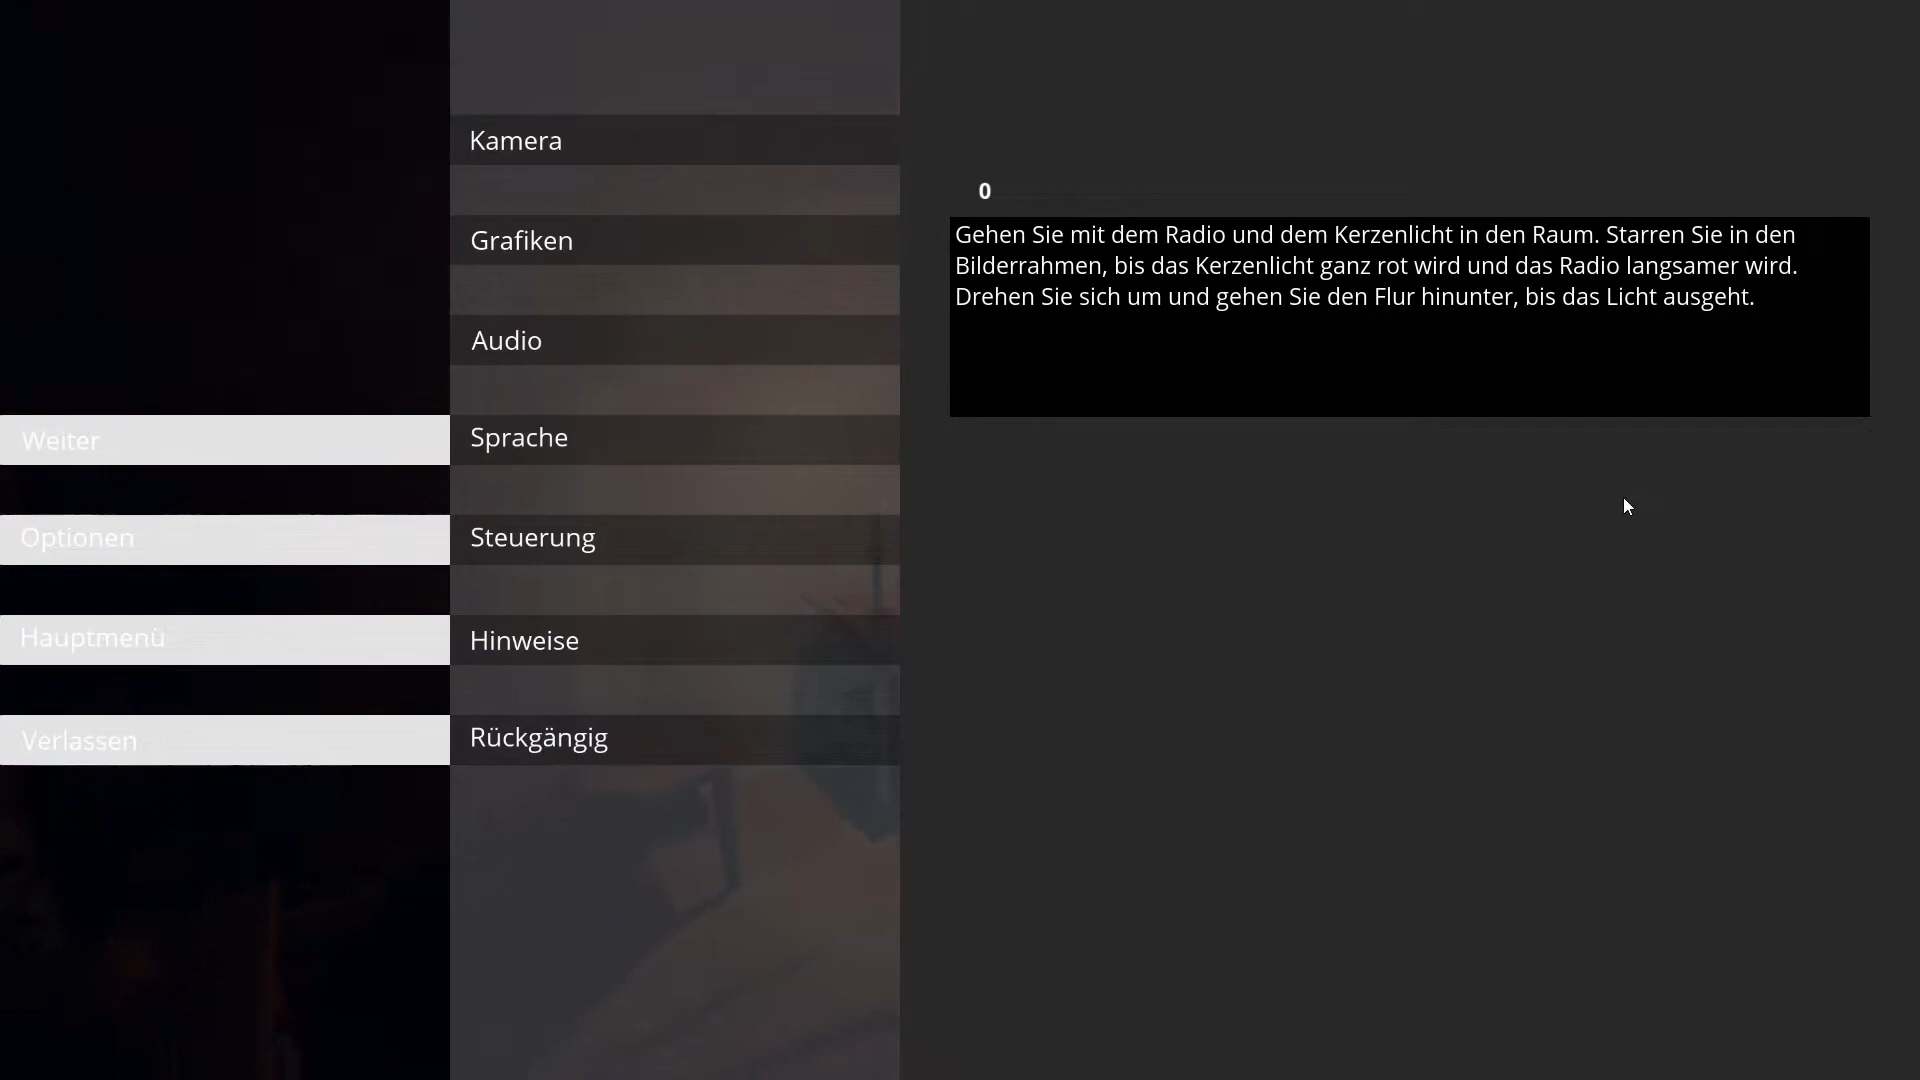 Weiter
Optionen
Hauptmenü
Verlassen
Kamera
Grafiken
Audio
Sprache
Steuerung
Hinweise
Rückgängig
0
Gehen Sie mit dem Radio und dem Kerzenlicht in den Raum. Starren Sie in den
Bilderrahmen, bis das Kerzenlicht ganz rot wird und das Radio langsamer wird.
Drehen Sie sich um und gehen Sie den Flur hinunter, bis das Licht ausgeht.